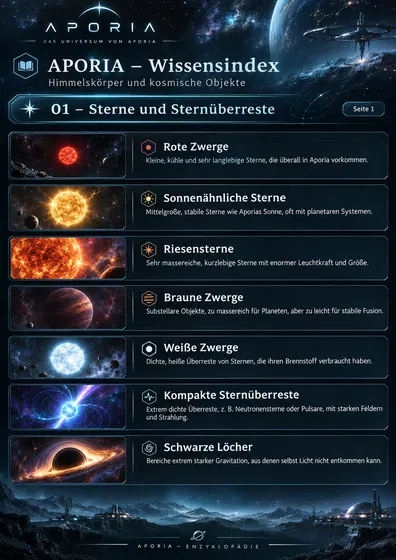 APORIA
DAS UNIVERSUM VON APORIA
APORIA – Wissensindex
Himmelskörper und kosmische Objekte
01 – Sterne und Sternüberreste
Seite 1
Rote Zwerge
Kleine, kühle und sehr langlebige Sterne, die überall in Aporia vorkommen.
Sonnenähnliche Sterne
Mittelgroße, stabile Sterne wie Aporias Sonne, oft mit planetaren Systemen.
Riesensterne
Sehr massereiche, kurzlebige Sterne mit enormer Leuchtkraft und Größe.
Braune Zwerge
Substellare Objekte, zu massereich für Planeten, aber zu leicht für stabile Fusion.
Weiße Zwerge
Dichte, heiße Überreste von Sternen, die ihren Brennstoff verbraucht haben.
Kompakte Sternüberreste
Extrem dichte Überreste, z. B. Neutronensterne oder Pulsare, mit starken Feldern
und Strahlung.
Schwarze Löcher
Bereiche extrem starker Gravitation, aus denen selbst Licht nicht entkommen kann.
APORIA – ENZYKLOPÄDIE